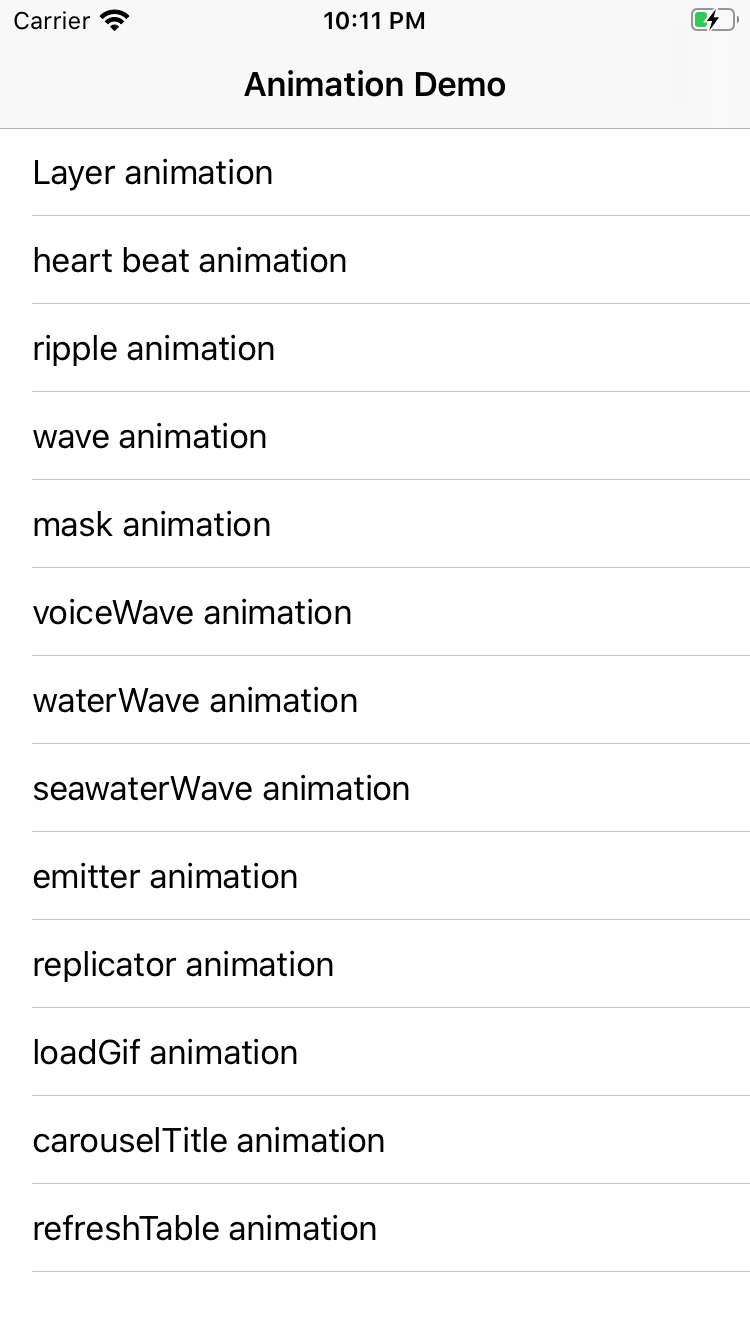 Carrier 10:11 PM
Animation Demo
Layer animation
heart beat animation
ripple animation
wave animation
mask animation
voiceWave animation
waterWave animation
seawaterWave animation
emitter animation
replicator animation
loadGif animation
carouselTitle animation
refreshTable animation